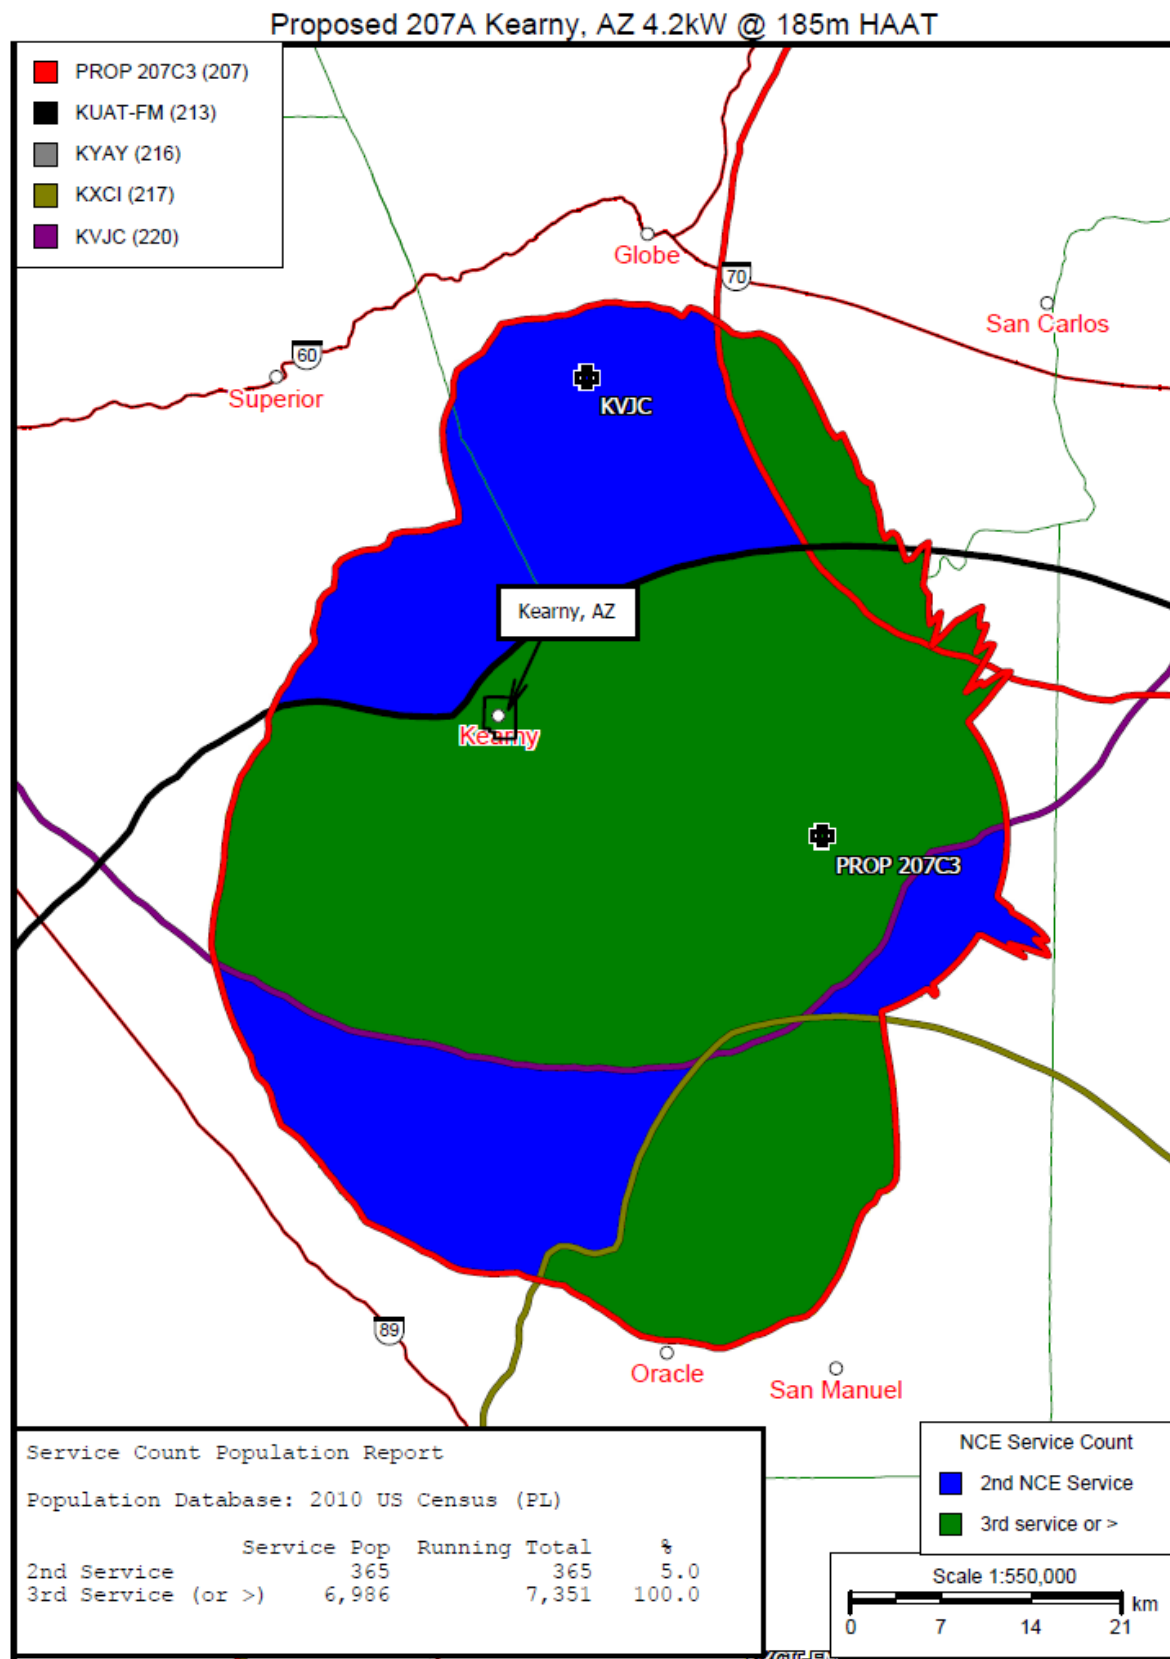 Proposed 207A Kearny, AZ 4.2kW @ 185m HAAT
PROP 207C3 (207)
KUAT-FM (213)
KYAY (216)
KXCI (217)
KVJC (220)
Globe
70
San Carlos
60
Superior
KVJC
Kearny, AZ
Kearny
PROP 207C3
89
Oracle
San Manuel
Service Count Population Report
Population Database: 2010 US Census (PL)
Service Pop Running Total %
2nd Service 365 365 5.0
3rd Service (or >) 6,986 7,351 100.0
NCE Service Count
2nd NCE Service
3rd service or >
Scale 1:550,000
km
0 7 14 21